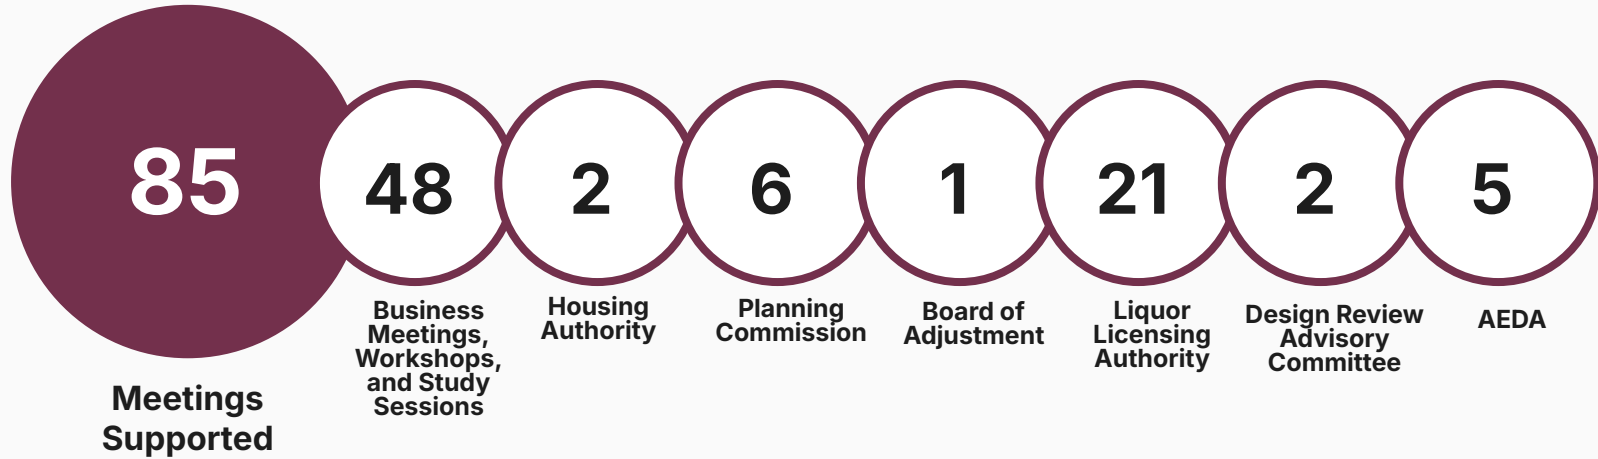 85
Meetings
Supported
48
Business
Meetings,
Workshops,
and Study
Sessions
2
Housing
Authority
6
Planning
Commission
1
Board of
Adjustment
21
Liquor
Licensing
Authority
2
Design Review
Advisory
Committee
5
AEDA